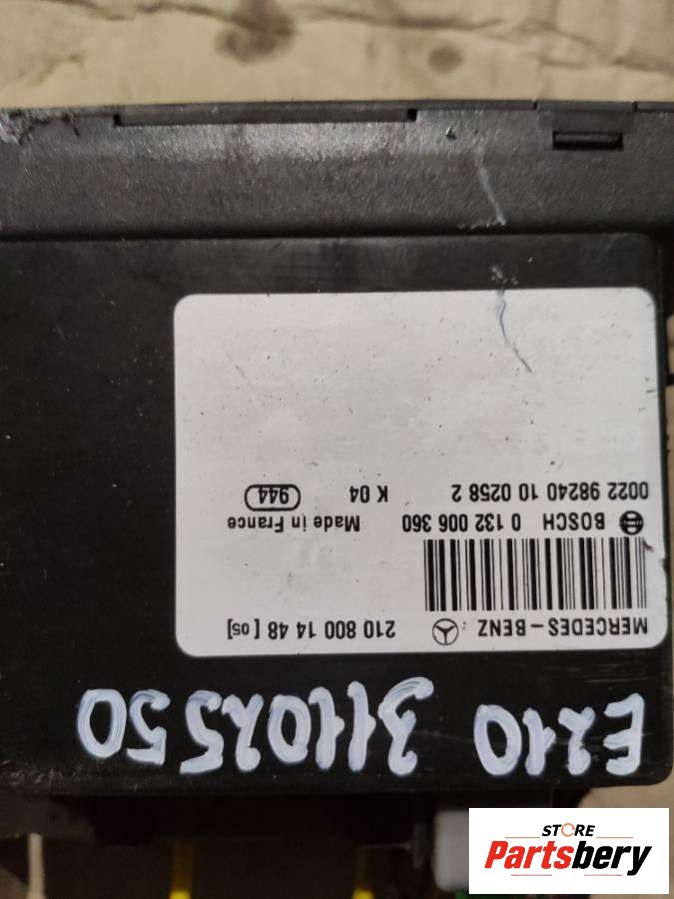 E210 31102550
MERCEDES-BENZ : 210 800 14 48 [05]
BOSCH 0 132 006 360 Made in France
0022 98240 10 0258 2 K 04 944
STORE
Partsbery